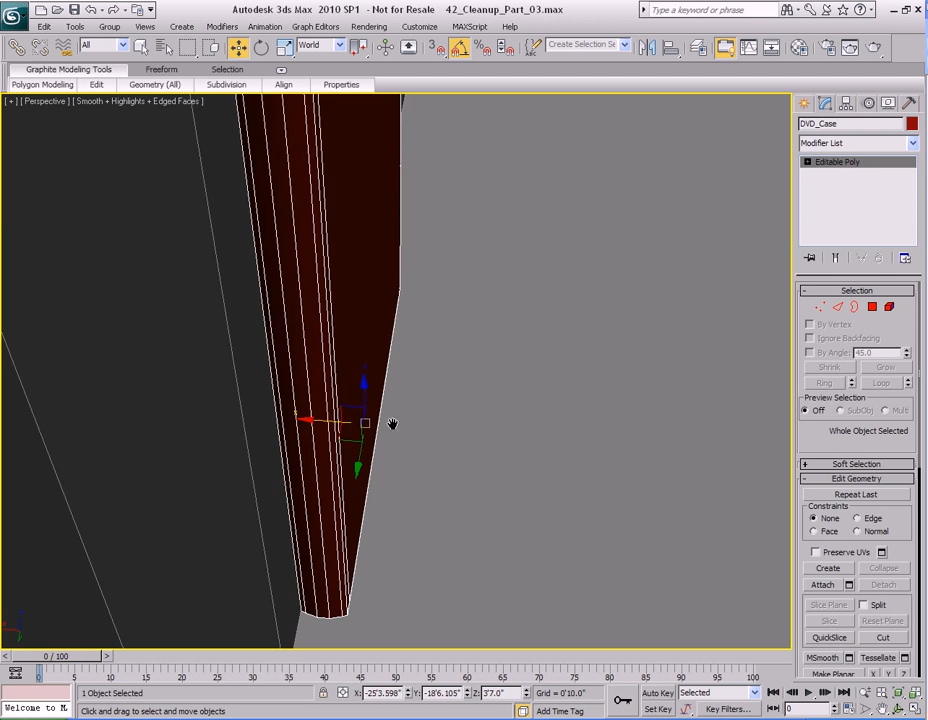 Autodesk 3ds Max 2010 SP1 - Not for Resale 42_Cleanup_Part_03.max
Type a keyword or phrase
Edit Tools Group Views Create Modifiers Animation Graph Editors Rendering Customize MAXScript Help
All World 3 Create Selection Se
Graphite Modeling Tools Freeform Selection
Polygon Modeling Edit Geometry (All) Subdivision Align Properties
[ + ] [ Perspective ] [ Smooth + Highlights + Edged Faces ]
DVD_Case
Modifier List
Editable Poly
Selection
By Vertex
Ignore Backfacing
By Angle: 45.0
Shrink Grow
Ring Loop
Preview Selection
Off SubObj Multi
Whole Object Selected
Soft Selection
Edit Geometry
Repeat Last
Constraints
None Edge
Face Normal
Preserve UVs
Create Collapse
Attach Detach
Slice Plane Split
Slice Reset Plane
QuickSlice Cut
MSmooth Tessellate
Make Planar X Y Z
0 / 100
0 5 10 15 20 25 30 35 40 45 50 55 60 65 70 75 80 85 90 95 100
1 Object Selected X: -25'3.598" Y: -18'6.105" Z: 3'7.0" Grid = 0'10.0" Auto Key Selected
Welcome to M Click and drag to select and move objects Add Time Tag Set Key Key Filters... 0